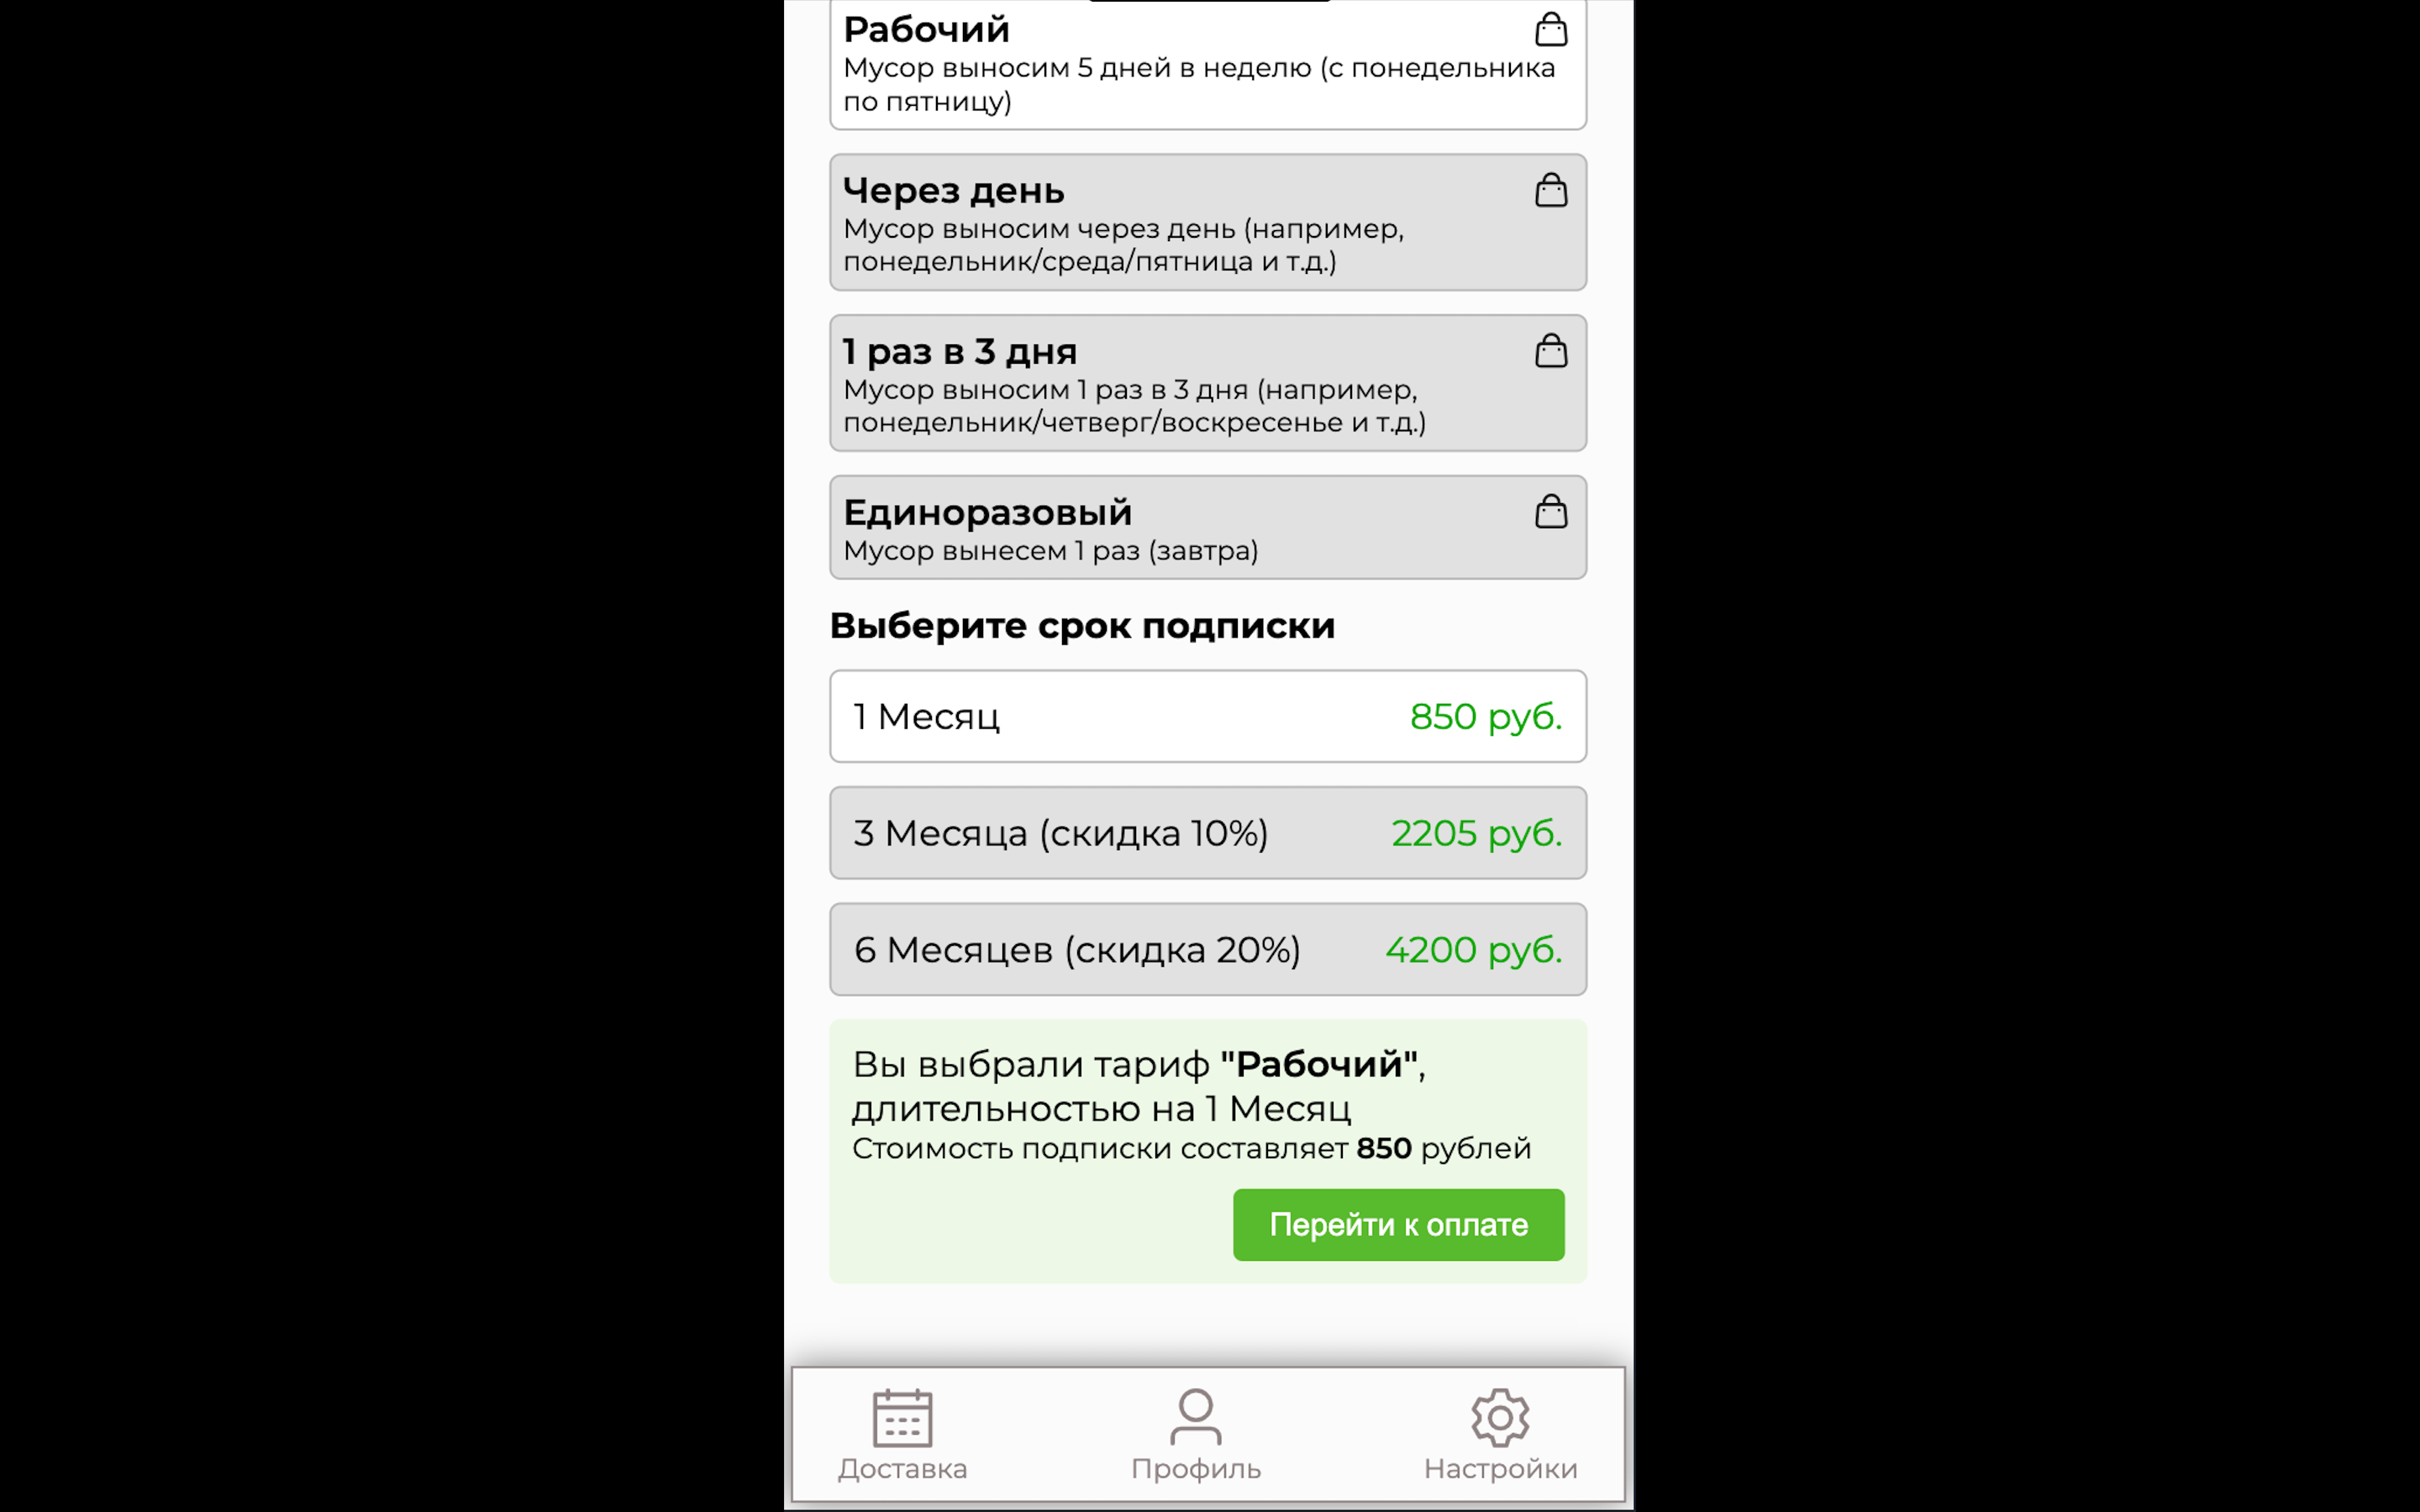 Рабочий
Мусор выносим 5 дней в неделю (с понедельника
по пятницу)
Через день
Мусор выносим через день (например,
понедельник/среда/пятница и т.д.)
1 раз в 3 дня
Мусор выносим 1 раз в 3 дня (например,
понедельник/четверг/воскресенье и т.д.)
Единоразовый
Мусор вынесем 1 раз (завтра)
Выберите срок подписки
1 Месяц 850 руб.
3 Месяца (скидка 10%) 2205 руб.
6 Месяцев (скидка 20%) 4200 руб.
Вы выбрали тариф "Рабочий",
длительностью на 1 Месяц
Стоимость подписки составляет 850 рублей
Перейти к оплате
Доставка Профиль Настройки